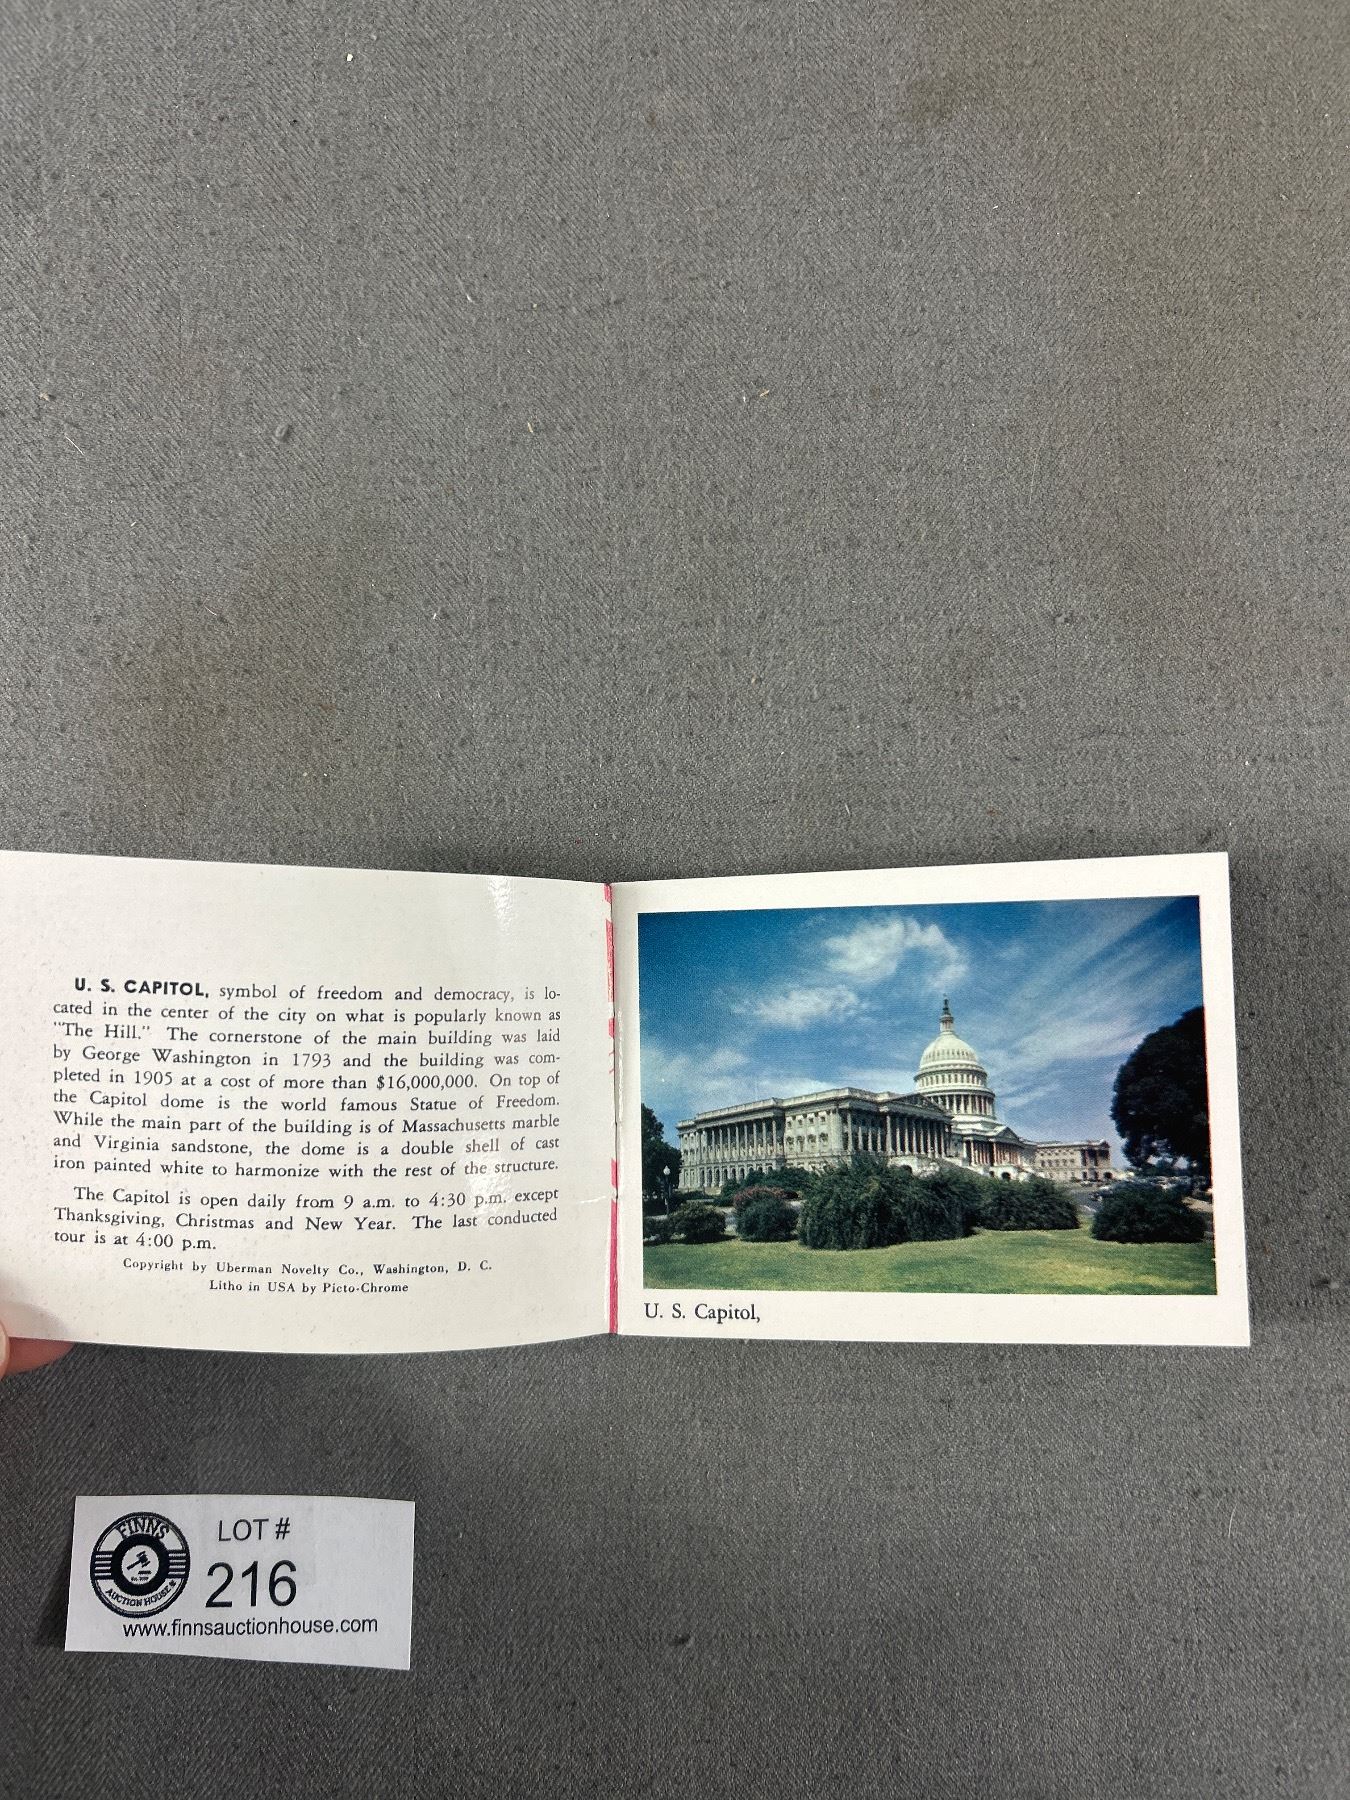 U. S. CAPITOL, symbol of freedom and democracy, is lo-
cated in the center of the city on what is popularly known as
"The Hill." The cornerstone of the main building was laid
by George Washington in 1793 and the building was com-
pleted in 1905 at a cost of more than $16,000,000. On top of
the Capitol dome is the world famous Statue of Freedom.
While the main part of the building is of Massachusetts marble
and Virginia sandstone, the dome is a double shell of cast
iron painted white to harmonize with the rest of the structure.
The Capitol is open daily from 9 a.m. to 4:30 p.m. except
Thanksgiving, Christmas and New Year. The last conducted
tour is at 4:00 p.m.
Copyright by Uberman Novelty Co., Washington, D. C.
Litho in USA by Picto-Chrome
U. S. Capitol,
FINNS
AUCTION HOUSE
LOT #
216
www.finnsauctionhouse.com